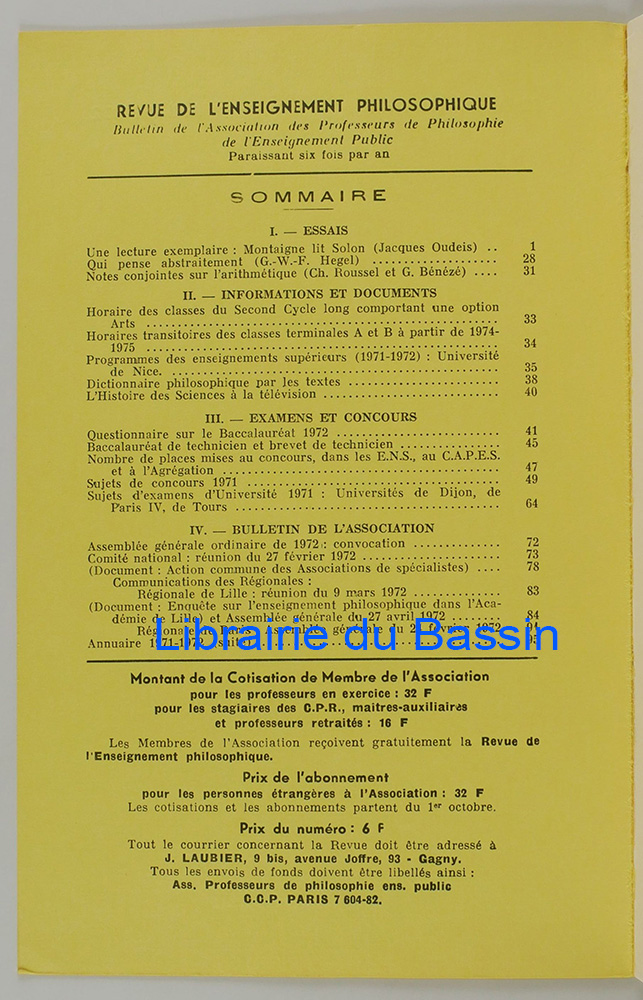 REVUE DE L'ENSEIGNEMENT PHILOSOPHIQUE
Bulletin de l'Association des Professeurs de Philosophie
de l'Enseignement Public
Paraissant six fois par an
SOMMAIRE
I. — ESSAIS
Une lecture exemplaire : Montaigne lit Solon (Jacques Oudeis) .. 1
Qui pense abstraitement (G.-W.-F. Hegel) ................... 28
Notes conjointes sur l'arithmétique (Ch. Roussel et G. Bénézé) .... 31
II. — INFORMATIONS ET DOCUMENTS
Horaire des classes du Second Cycle long comportant une option
Arts ..................................................... 33
Horaires transitoires des classes terminales A et B à partir de 1974-
1975 ..................................................... 34
Programmes des enseignements supérieurs (1971-1972) : Université
de Nice. ................................................. 35
Dictionnaire philosophique par les textes ........................ 38
L'Histoire des Sciences à la télévision ............................ 40
III. — EXAMENS ET CONCOURS
Questionnaire sur le Baccalauréat 1972 .......................... 41
Baccalauréat de technicien et brevet de technicien ................ 45
Nombre de places mises au concours, dans les E.N.S., au C.A.P.E.S.
et à l'Agrégation ............................................ 47
Sujets de concours 1971 ......................................... 49
Sujets d'examens d'Université 1971 : Universités de Dijon, de
Paris IV, de Tours .......................................... 64
IV. — BULLETIN DE L'ASSOCIATION
Assemblée générale ordinaire de 1972 : convocation .............. 72
Comité national : réunion du 27 février 1972 ...................... 73
(Document : Action commune des Associations de spécialistes) .... 78
Communications des Régionales :
Régionale de Lille : réunion du 9 mars 1972 .............. 83
(Document : Enquête sur l'enseignement philosophique dans l'Aca-
démie de Lille) et Assemblée générale du 27 avril 1972 ........ 84
Régionale de Paris : Assemblée générale du 2 février 1972
Annuaire 1971-197
Librairie du Bassin
Montant de la Cotisation de Membre de l'Association
pour les professeurs en exercice : 32 F
pour les stagiaires des C.P.R., maitres-auxiliaires
et professeurs retraités : 16 F
Les Membres de l'Association reçoivent gratuitement la Revue de
l'Enseignement philosophique.
Prix de l'abonnement
pour les personnes étrangères à l'Association : 32 F
Les cotisations et les abonnements partent du 1er octobre.
Prix du numéro : 6 F
Tout le courrier concernant la Revue doit être adressé à
J. LAUBIER, 9 bis, avenue Joffre, 93 - Gagny.
Tous les envois de fonds doivent être libellés ainsi :
Ass. Professeurs de philosophie ens. public
C.C.P. PARIS 7 604-82.